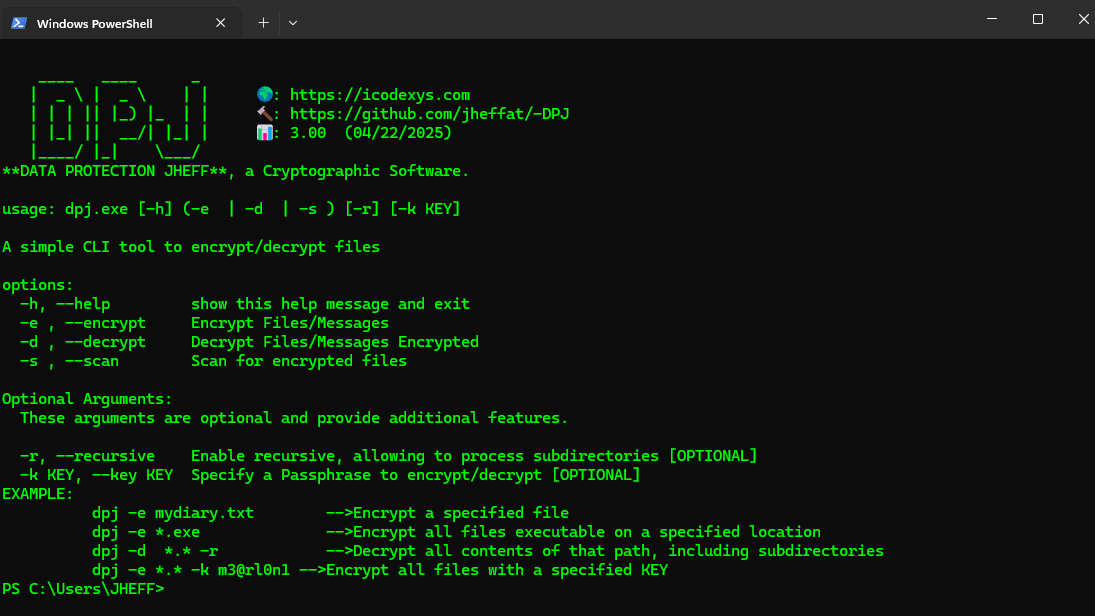 Windows PowerShell
DPJ
: https://icodexys.com
: https://github.com/jheffat/-DPJ
: 3.00  (04/22/2025)
**DATA PROTECTION JHEFF**, a Cryptographic Software.
usage: dpj.exe [-h] (-e  | -d  | -s ) [-r] [-k KEY]
A simple CLI tool to encrypt/decrypt files
options:
  -h, --help         show this help message and exit
  -e , --encrypt     Encrypt Files/Messages
  -d , --decrypt     Decrypt Files/Messages Encrypted
  -s , --scan        Scan for encrypted files
Optional Arguments:
  These arguments are optional and provide additional features.
  -r, --recursive    Enable recursive, allowing to process subdirectories [OPTIONAL]
  -k KEY, --key KEY  Specify a Passphrase to encrypt/decrypt [OPTIONAL]
EXAMPLE:
          dpj -e mydiary.txt        -->Encrypt a specified file
          dpj -e *.exe              -->Encrypt all files executable on a specified location
          dpj -d  *.* -r            -->Decrypt all contents of that path, including subdirectories
          dpj -e *.* -k m3@rl0n1 -->Encrypt all files with a specified KEY
PS C:\Users\JHEFF>